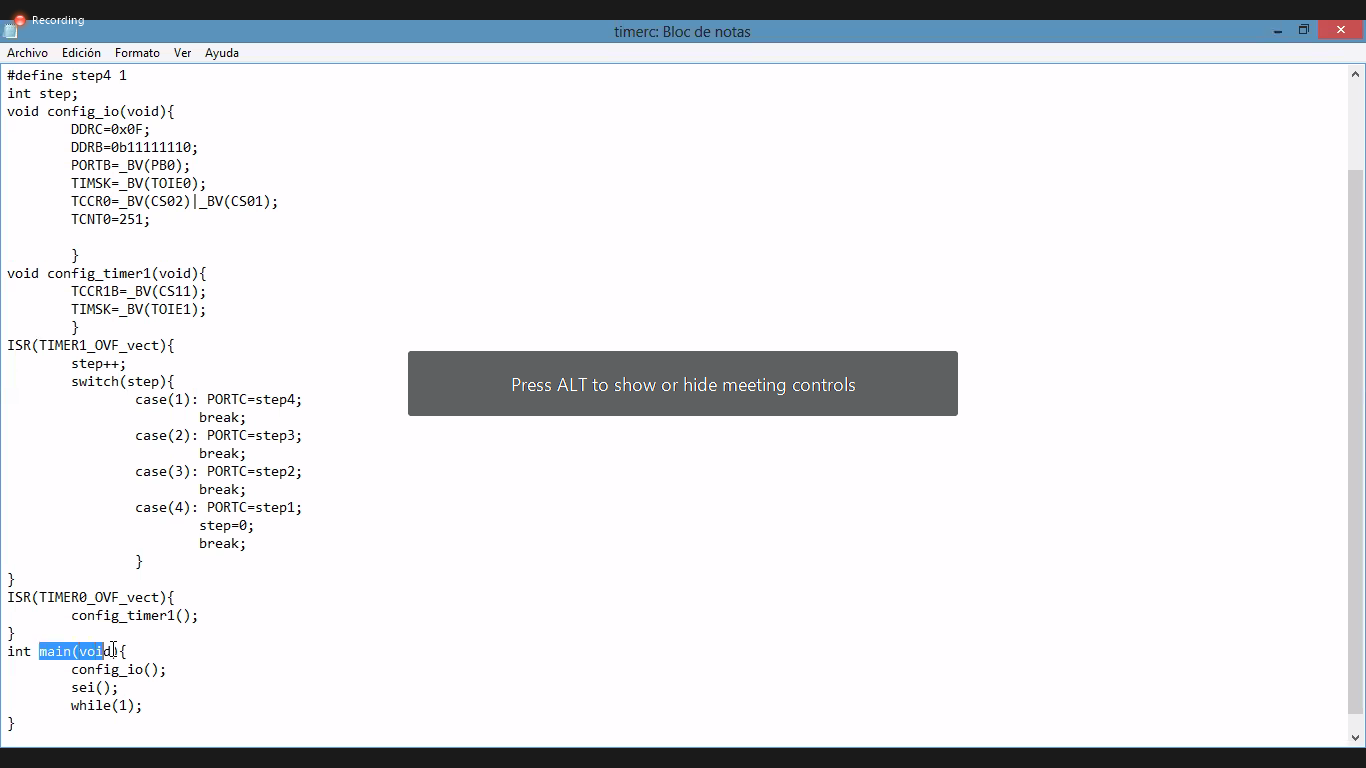 Recording
timerc: Bloc de notas
Archivo Edición Formato Ver Ayuda
#define step4 1
int step;
void config_io(void){
DDRC=0x0F;
DDRB=0b11111110;
PORTB=_BV(PB0);
TIMSK=_BV(TOIE0);
TCCR0=_BV(CS02)|_BV(CS01);
TCNT0=251;
}
void config_timer1(void){
TCCR1B=_BV(CS11);
TIMSK=_BV(TOIE1);
}
ISR(TIMER1_OVF_vect){
step++;
switch(step){
case(1): PORTC=step4;
break;
case(2): PORTC=step3;
break;
case(3): PORTC=step2;
break;
case(4): PORTC=step1;
step=0;
break;
}
}
ISR(TIMER0_OVF_vect){
config_timer1();
}
int main(void){
config_io();
sei();
while(1);
}
Press ALT to show or hide meeting controls